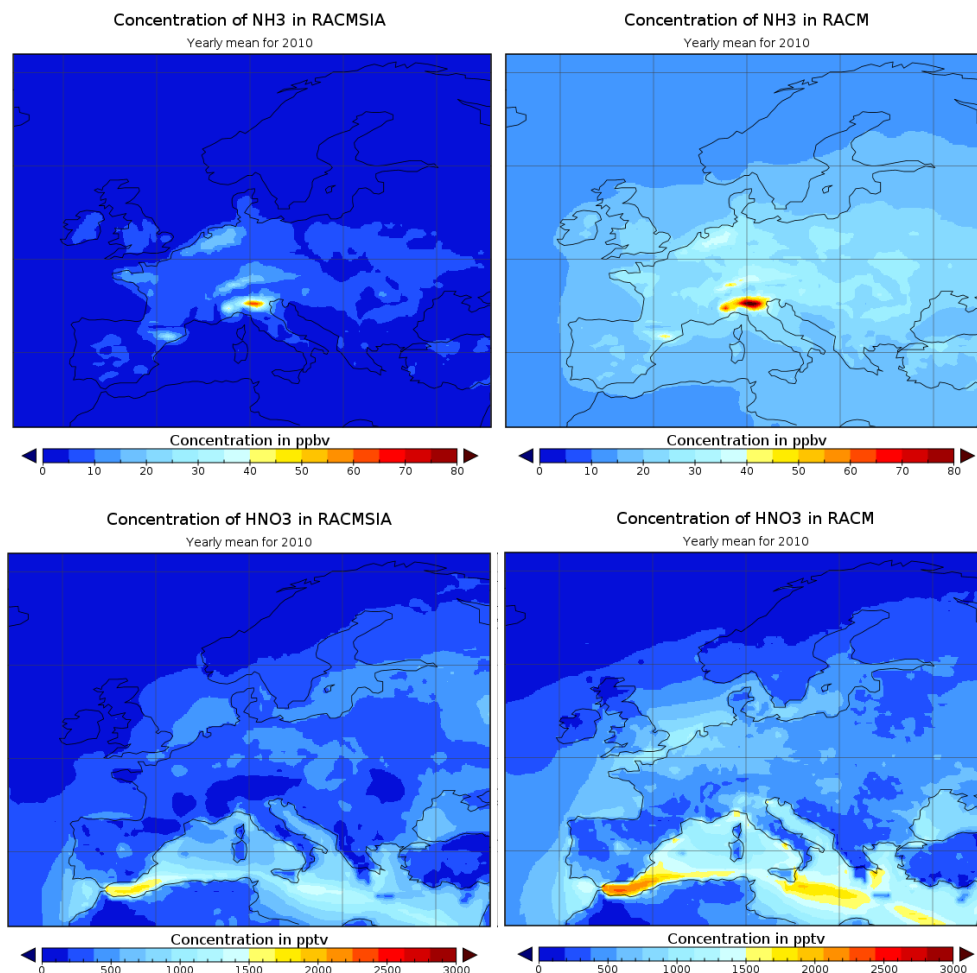 Concentration of NH3 in RACMSIA
Yearly mean for 2010
Concentration in ppbv
0 10 20 30 40 50 60 70 80
Concentration of NH3 in RACM
Yearly mean for 2010
Concentration in ppbv
0 10 20 30 40 50 60 70 80
Concentration of HNO3 in RACMSIA
Yearly mean for 2010
Concentration in pptv
0 500 1000 1500 2000 2500 3000
Concentration of HNO3 in RACM
Yearly mean for 2010
Concentration in pptv
0 500 1000 1500 2000 2500 3000